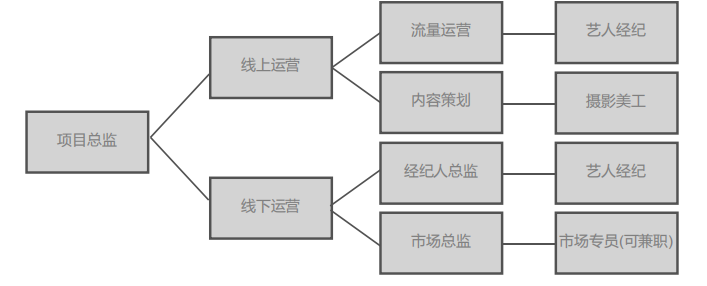 流量运营
艺人经纪
线上运营
内容策划
摄影美工
项目总监
经纪人总监
艺人经纪
线下运营
市场总监
市场专员(可兼职)